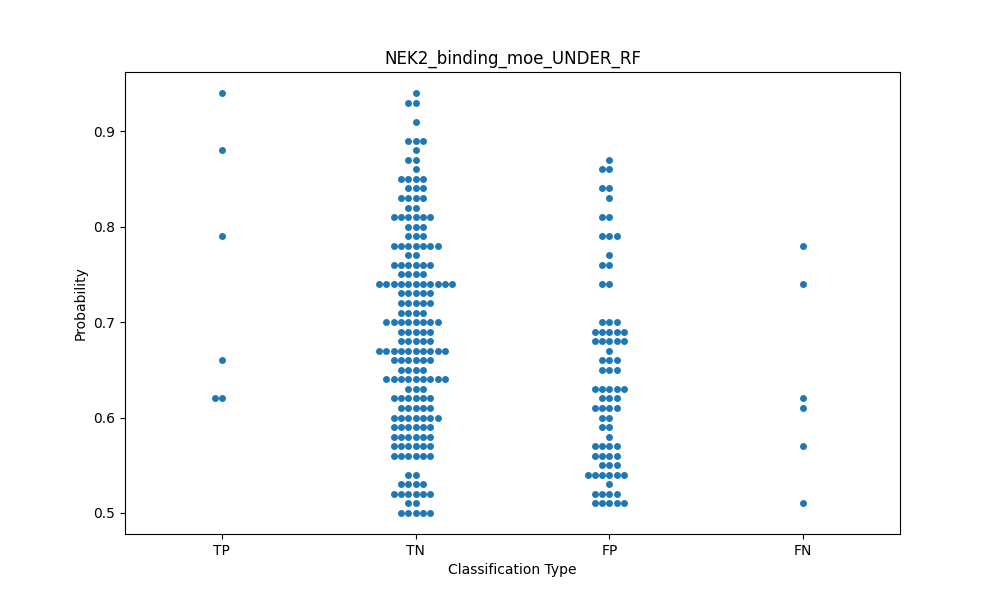 NEK2_binding_moe_UNDER_RF
0.9
0.8
0.7
0.6
0.5
Probability
TP TN FP FN
Classification Type